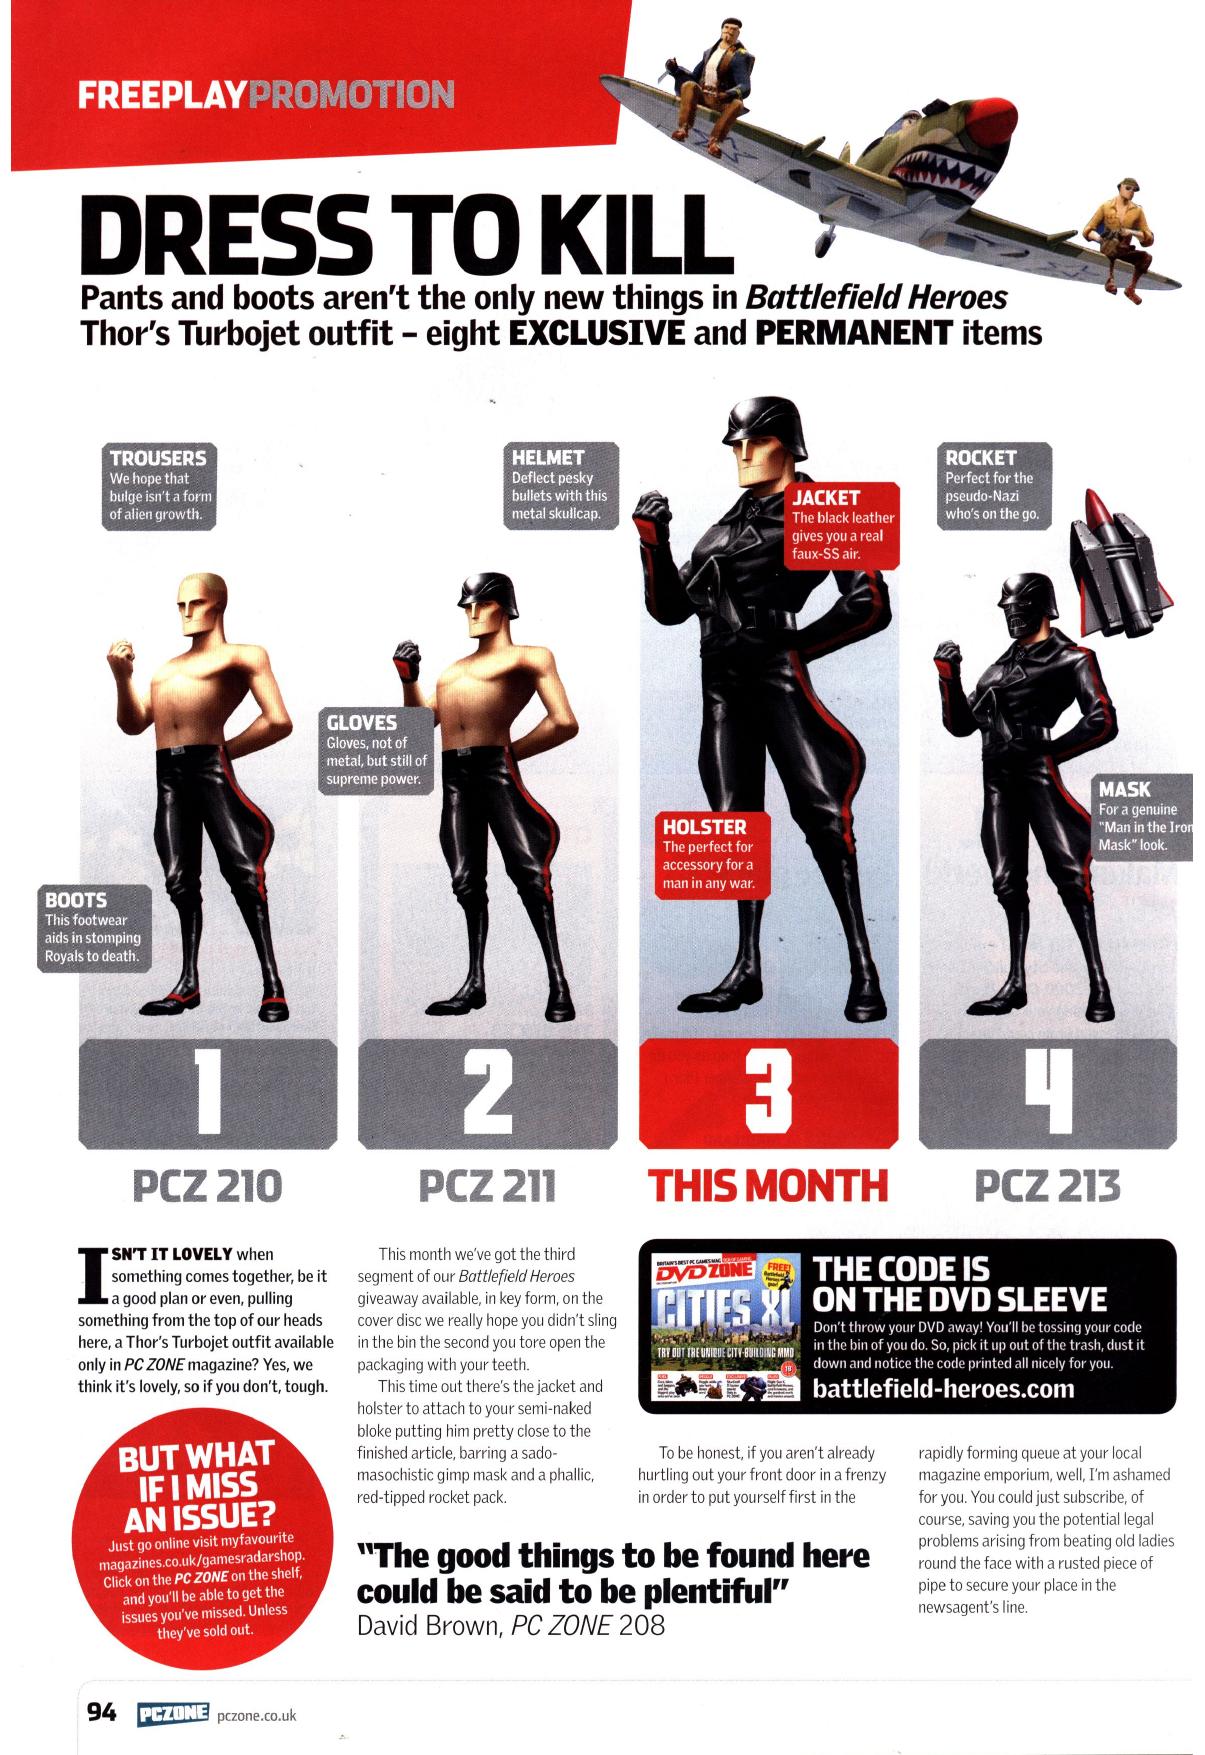 FREEPLAYPROMOTION
DRESS TO KILL
Pants and boots aren't the only new things in Battlefield Heroes
Thor's Turbojet outfit – eight EXCLUSIVE and PERMANENT items
TROUSERS
We hope that
bulge isn't a form
of alien growth.
BOOTS
This footwear
aids in stomping
Royals to death.
HELMET
Deflect pesky
bullets with this
metal skullcap.
GLOVES
Gloves, not of
metal, but still of
supreme power.
JACKET
The black leather
gives you a real
faux-SS air.
HOLSTER
The perfect for
accessory for a
man in any war.
ROCKET
Perfect for the
pseudo-Nazi
who's on the go.
MASK
For a genuine
"Man in the Iron
Mask" look.
1
PCZ 210
2
PCZ 211
3
THIS MONTH
4
PCZ 213
ISN'T IT LOVELY when
something comes together, be it
a good plan or even, pulling
something from the top of our heads
here, a Thor's Turbojet outfit available
only in PC ZONE magazine? Yes, we
think it's lovely, so if you don't, tough.
BUT WHAT
IF I MISS
AN ISSUE?
Just go online visit myfavourite
magazines.co.uk/gamesradarshop.
Click on the PC ZONE on the shelf,
and you'll be able to get the
issues you've missed. Unless
they've sold out.
This month we've got the third
segment of our Battlefield Heroes
giveaway available, in key form, on the
cover disc we really hope you didn't sling
in the bin the second you tore open the
packaging with your teeth.
This time out there's the jacket and
holster to attach to your semi-naked
bloke putting him pretty close to the
finished article, barring a sado-
masochistic gimp mask and a phallic,
red-tipped rocket pack.
BRITAIN'S BEST PC GAMES MAG
DVD ZONE
FREE!
CITIES XL
TRY OUT THE UNIQUE CITY-BUILDING MMO
18
THE CODE IS
ON THE DVD SLEEVE
Don't throw your DVD away! You'll be tossing your code
in the bin of you do. So, pick it up out of the trash, dust it
down and notice the code printed all nicely for you.
battlefield-heroes.com
To be honest, if you aren't already
hurtling out your front door in a frenzy
in order to put yourself first in the
rapidly forming queue at your local
magazine emporium, well, I'm ashamed
for you. You could just subscribe, of
course, saving you the potential legal
problems arising from beating old ladies
round the face with a rusted piece of
pipe to secure your place in the
newsagent's line.
"The good things to be found here
could be said to be plentiful"
David Brown, PC ZONE 208
94 PCZONE pczone.co.uk